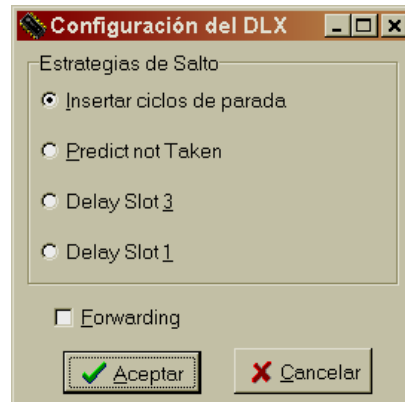 Configuración del DLX
Estrategias de Salto
Insertar ciclos de parada
Predict not Taken
Delay Slot 3
Delay Slot 1
Forwarding
Aceptar
Cancelar